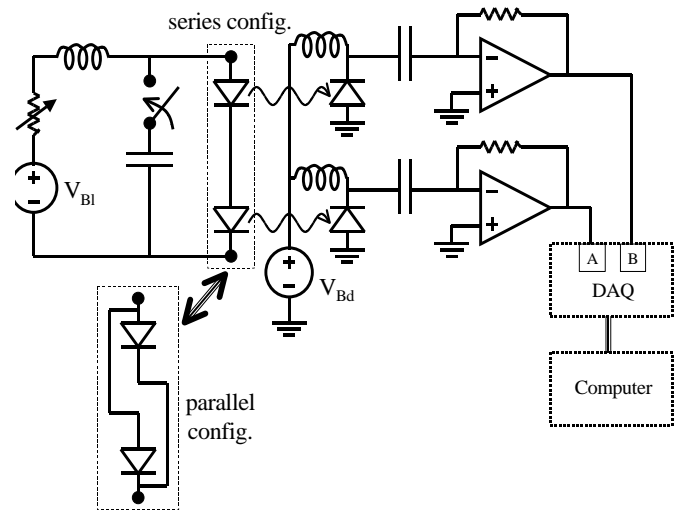 series config.
V_Bl
V_Bd
A B
DAQ
Computer
parallel
config.